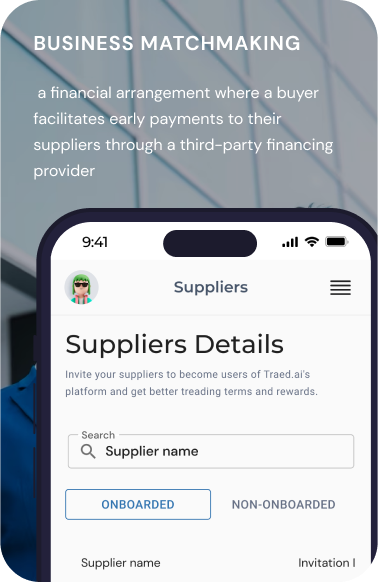 BUSINESS MATCHMAKING
a financial arrangement where a buyer
facilitates early payments to their
suppliers through a third-party financing
provider
9:41
Suppliers
Suppliers Details
Invite your suppliers to become users of Traed.ai's
platform and get better treading terms and rewards.
Search
Supplier name
ONBOARDED NON-ONBOARDED
Supplier name Invitation l